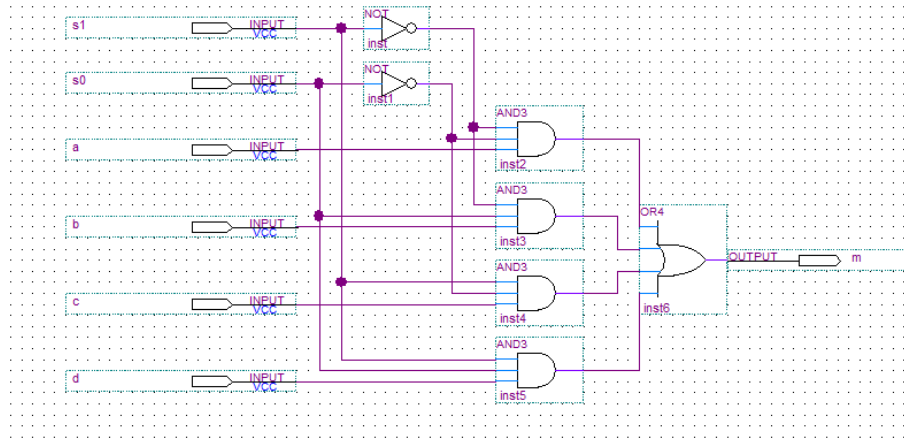 s1 INPUT VCC NOT inst
s0 INPUT VCC NOT inst1
AND3
a INPUT VCC inst2
AND3
b INPUT VCC inst3
OR4
OUTPUT m
AND3
c INPUT VCC inst4
inst6
AND3
d INPUT VCC inst5